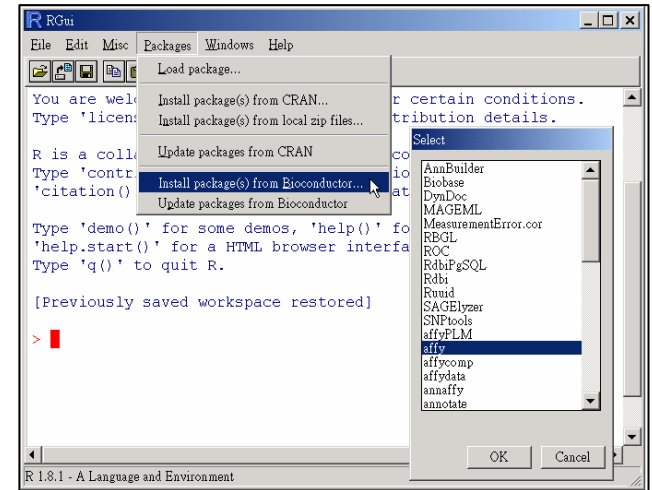 RGui
File Edit Misc Packages Windows Help
Load package...
Install package(s) from CRAN...
Install package(s) from local zip files...
Update packages from CRAN
Install package(s) from Bioconductor...
Update packages from Bioconductor
You are r certain conditions.
Type 'licen tribution details.
R is a coll co
Type 'contr io
'citation() at
Type 'demo()' for some demos, 'help()' fo
'help.start()' for a HTML browser interfa
Type 'q()' to quit R.
[Previously saved workspace restored]
>
Select
AnnBuilder
Biobase
DynDoc
MAGEML
MeasurementError.cor
RBGL
ROC
RdbiPgSQL
Rdbi
Ruuid
SAGElyzer
SNPtools
affyPLM
affy
affycomp
affydata
annaffy
annotate
OK Cancel
R 1.8.1 - A Language and Environment